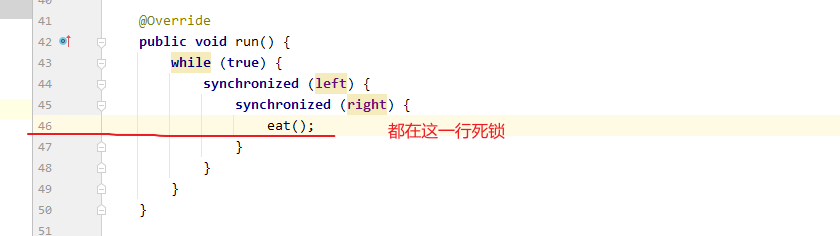 40
41 @Override
42 public void run() {
43 while (true) {
44 synchronized (left) {
45 synchronized (right) {
46 eat(); 都在这一行死锁
47 }
48 }
49 }
50 }
51